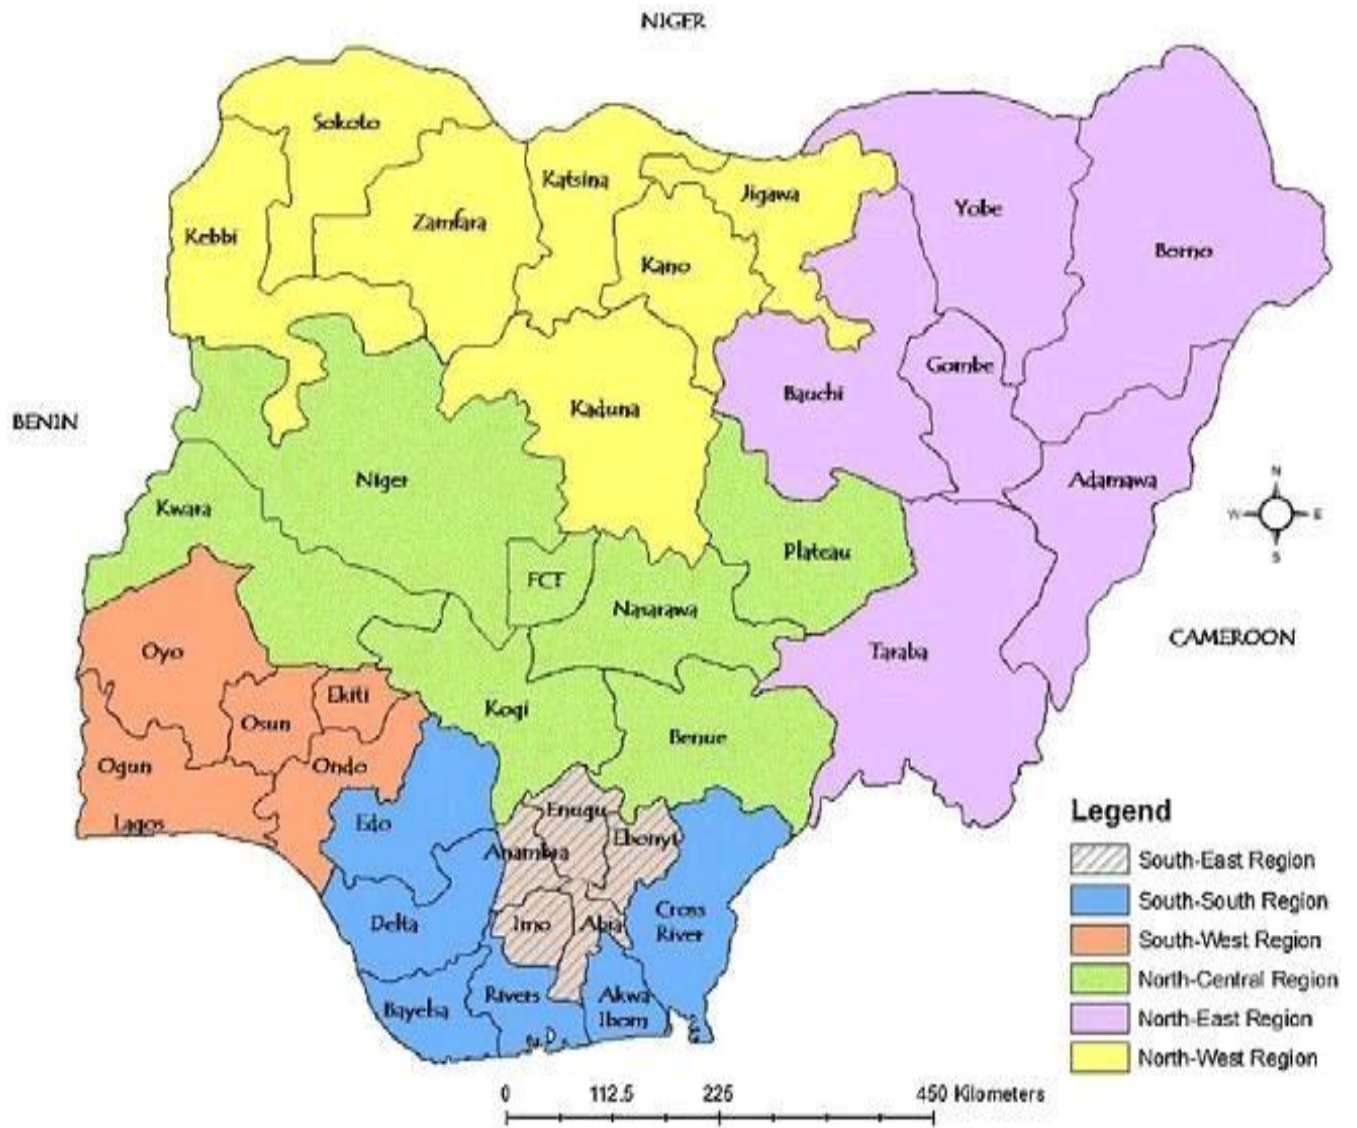 NIGER
Sokoto
Katsina
Jigawa
Yobe
Zamfara
Kebbi
Kano
Borno
Gombe
Bauchi
Kaduna
BENIN
Niger
Adamawa
N
Kwara
W
E
S
Plateau
FCT
Nasarawa
CAMEROON
Oyo
Taraba
Ekiti
Kogi
Osun
Benue
Ogun
Ondo
Lagos
Edo
Enugu
Ebonyi
Anambra
Delta
Imo
Abia
Cross
River
Bayelsa
Rivers
Akwa
Ibom
Legend
South-East Region
South-South Region
South-West Region
North-Central Region
North-East Region
North-West Region
0 112.5 225 450 Kilometers